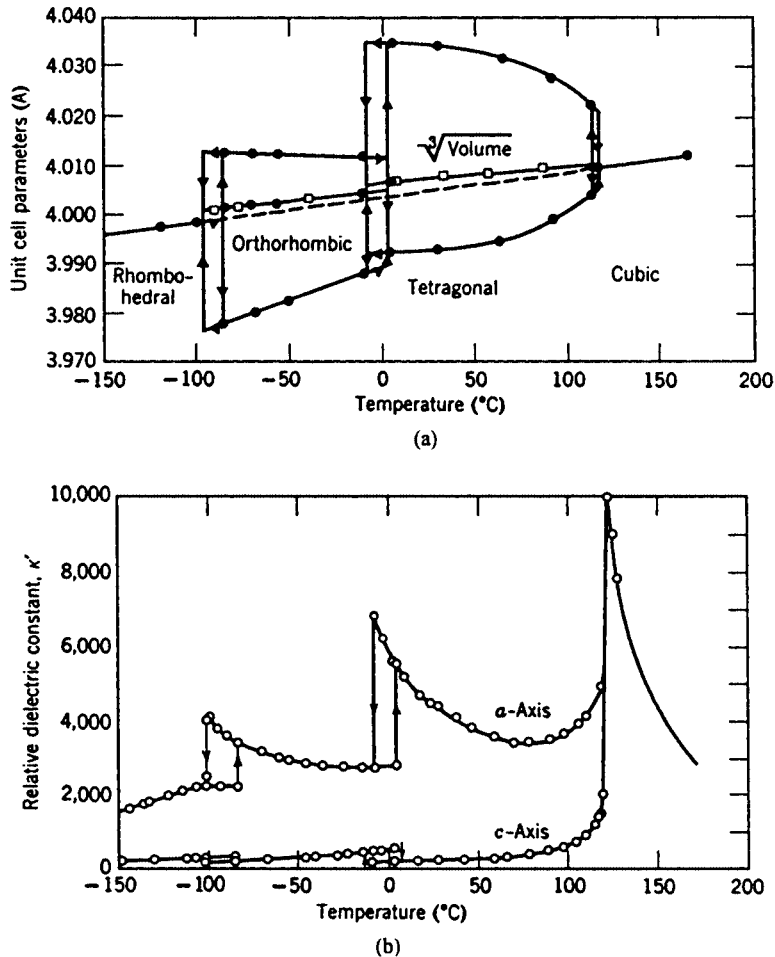 4.040
4.030
4.020
4.010
4.000
3.990
3.980
3.970
Unit cell parameters (A)
∛Volume
Orthorhombic
Rhombo-
hedral
Tetragonal
Cubic
−150 −100 −50 0 50 100 150 200
Temperature (°C)
(a)
10,000
8,000
6,000
4,000
2,000
0
Relative dielectric constant, κ′
a-Axis
c-Axis
−150 −100 −50 0 50 100 150 200
Temperature (°C)
(b)